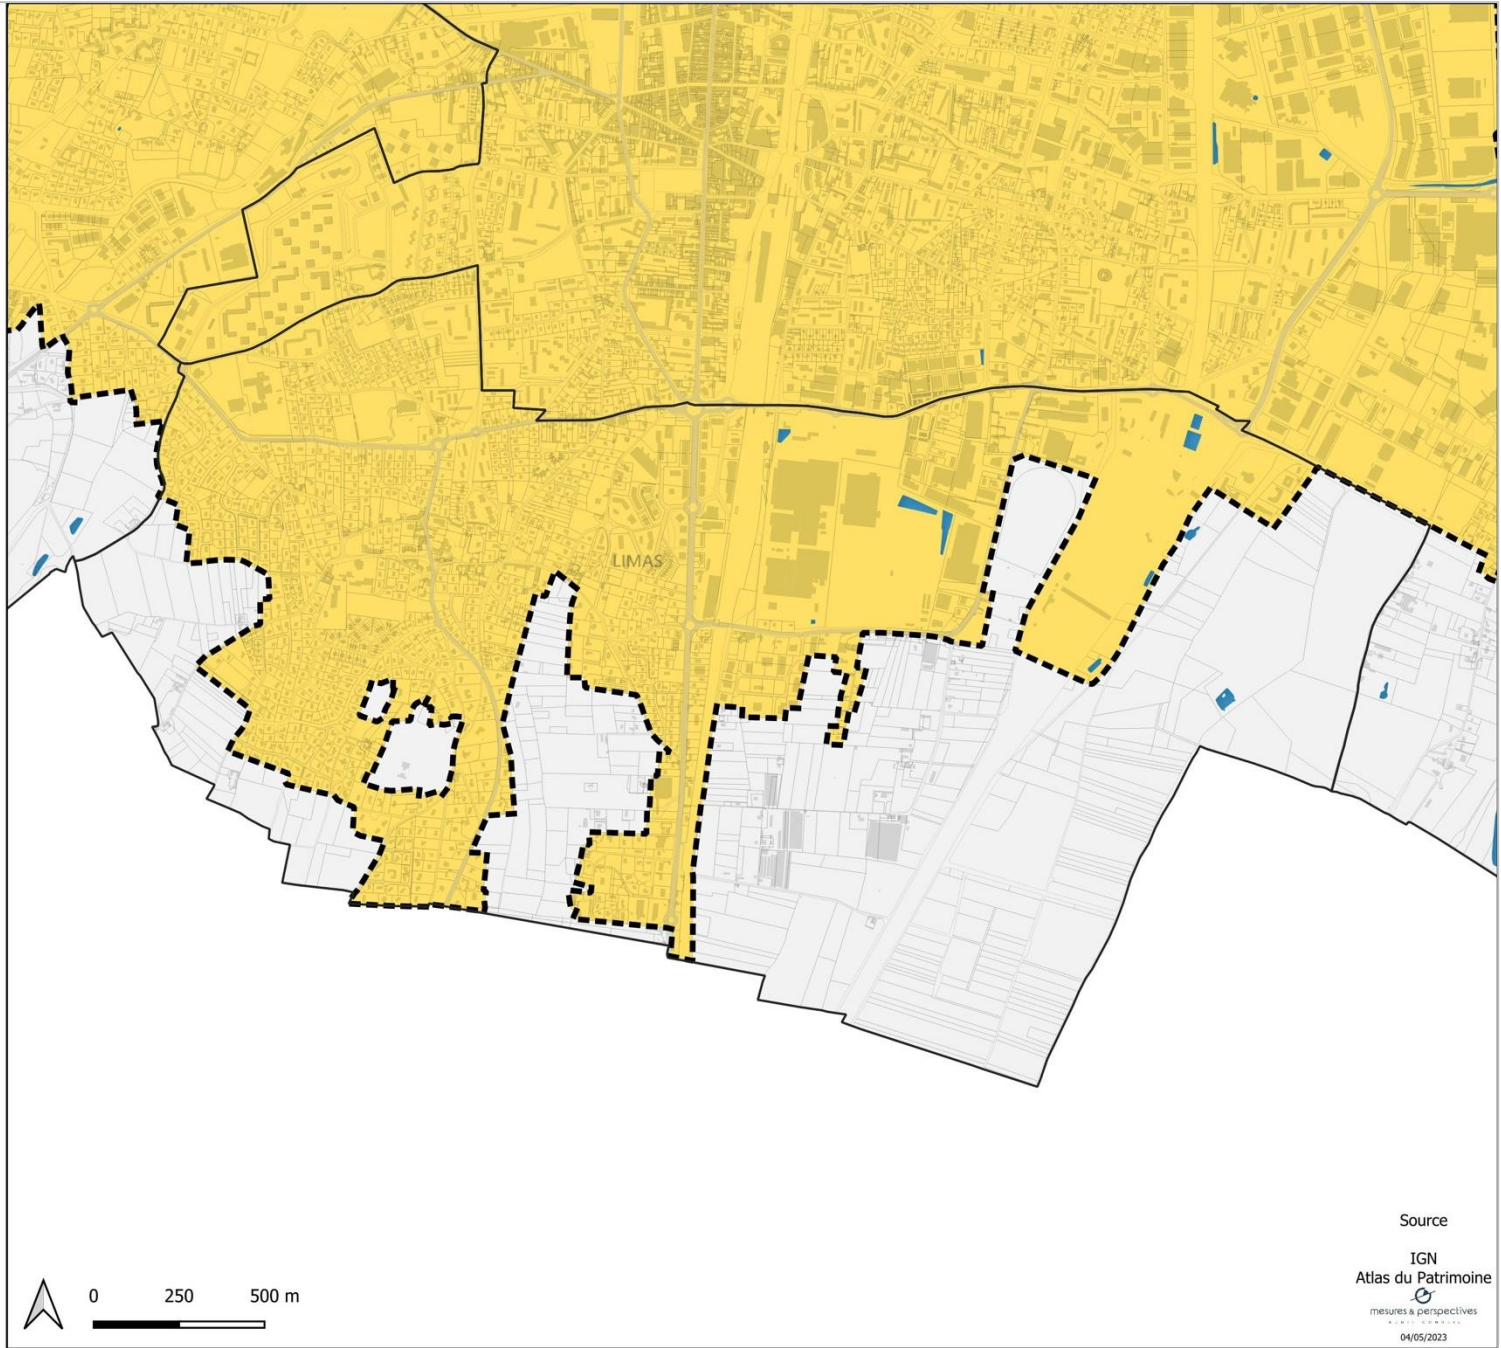 LIMAS
Source
IGN
Atlas du Patrimoine
mesures & perspectives
0 250 500 m
04/05/2023